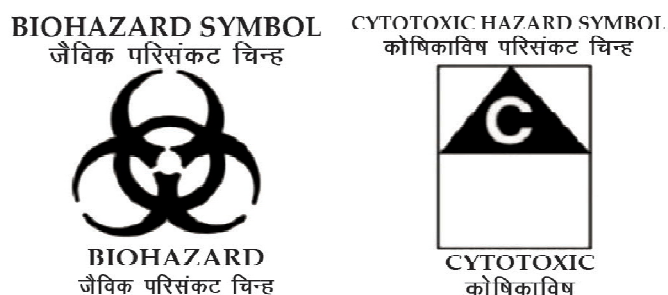 BIOHAZARD SYMBOL
जैविक परिसंकट चिन्ह
BIOHAZARD
जैविक परिसंकट चिन्ह
CYTOTOXIC HAZARD SYMBOL
कोषिकाविष परिसंकट चिन्ह
C
CYTOTOXIC
कोषिकाविष